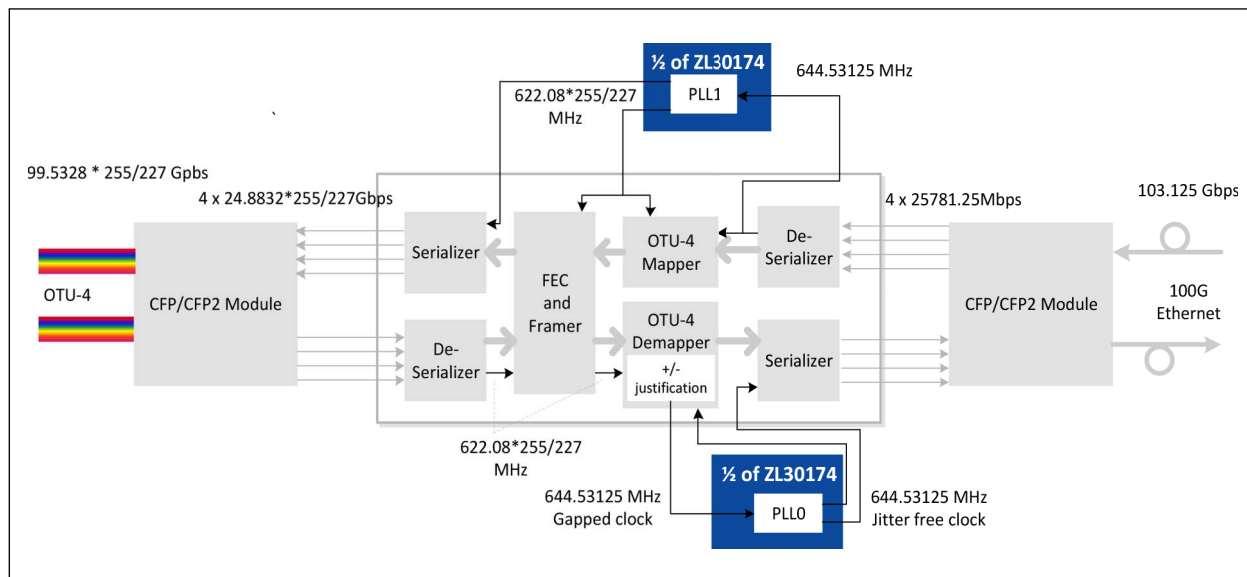 ½ of ZL30174
PLL1
644.53125 MHz
622.08*255/227
MHz
`
99.5328 * 255/227 Gpbs
4 x 24.8832*255/227Gbps
4 x 25781.25Mbps
103.125 Gbps
Serializer
FEC
and
Framer
OTU-4
Mapper
De-
Serializer
OTU-4
CFP/CFP2 Module
CFP/CFP2 Module
100G
Ethernet
De-
Serializer
OTU-4
Demapper
+/-
justification
Serializer
622.08*255/227
MHz
½ of ZL30174
644.53125 MHz
Gapped clock
PLL0
644.53125 MHz
Jitter free clock